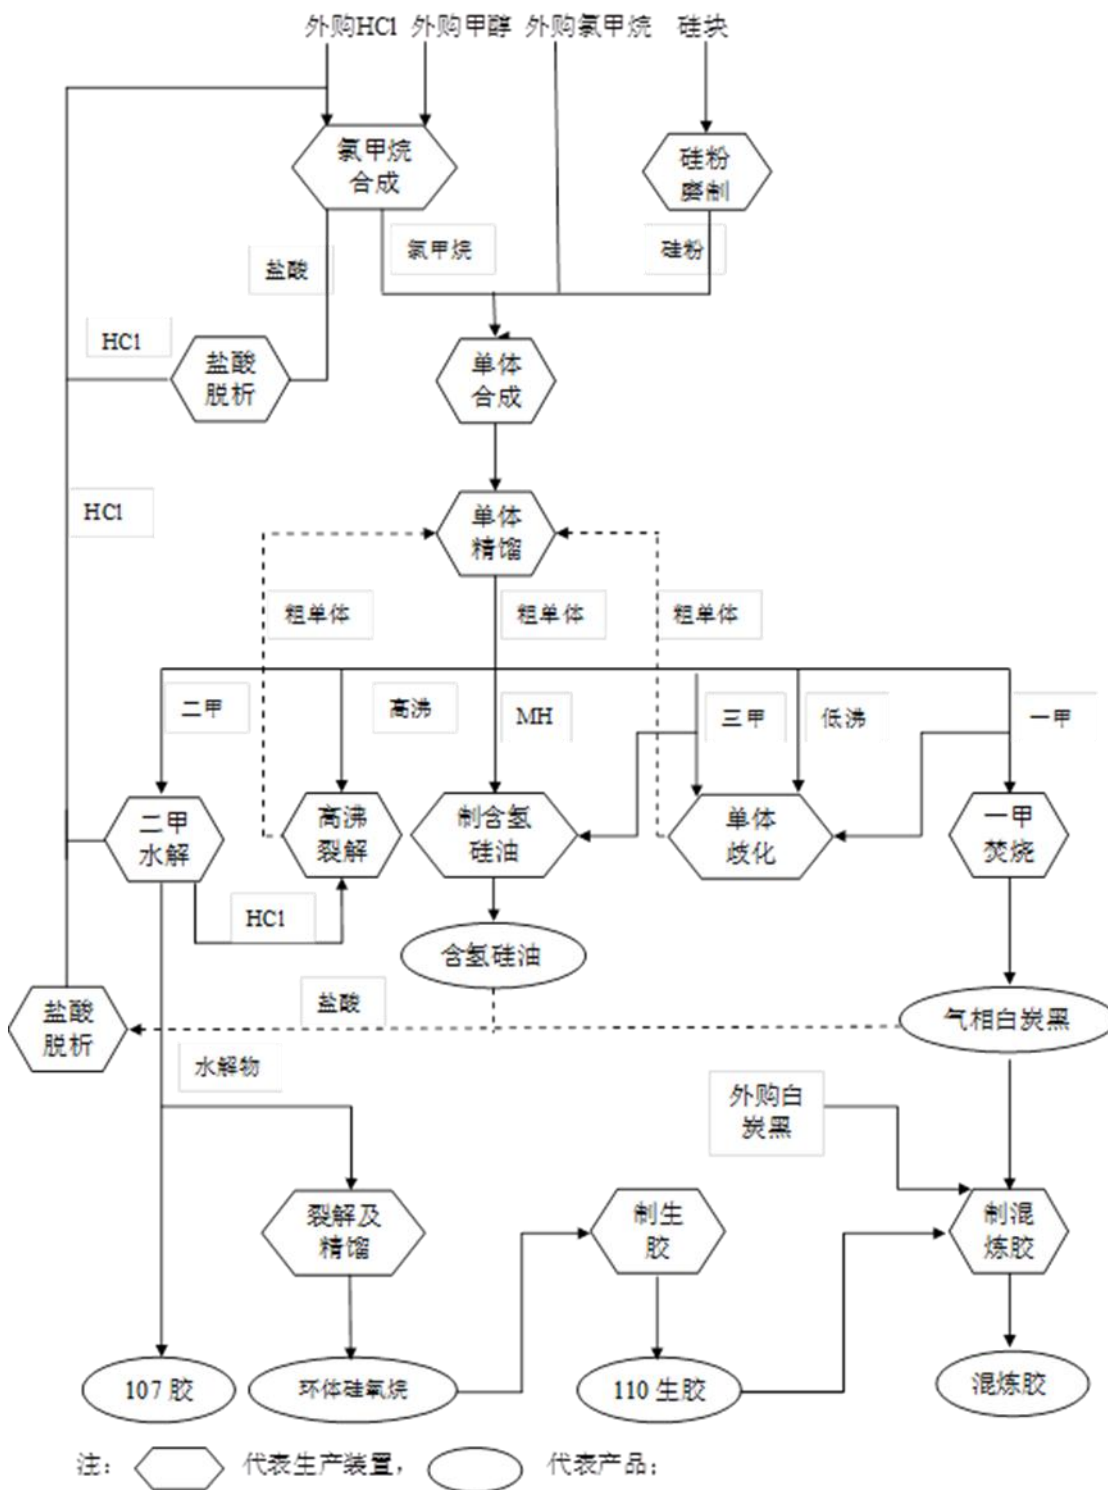 外购HCl 外购甲醇 外购氯甲烷 硅块
氯甲烷
合成
硅粉
磨制
盐酸
氯甲烷
硅粉
HCl
盐酸
脱析
单体
合成
HCl
单体
精馏
粗单体
粗单体
粗单体
二甲
高沸
MH
三甲
低沸
一甲
二甲
水解
高沸
裂解
制含氢
硅油
单体
歧化
一甲
焚烧
HCl
含氢硅油
盐酸
脱析
盐酸
气相白炭黑
水解物
外购白
炭黑
裂解及
精馏
制生
胶
制混
炼胶
107 胶
环体硅氧烷
110 生胶
混炼胶
注： 代表生产装置， 代表产品；